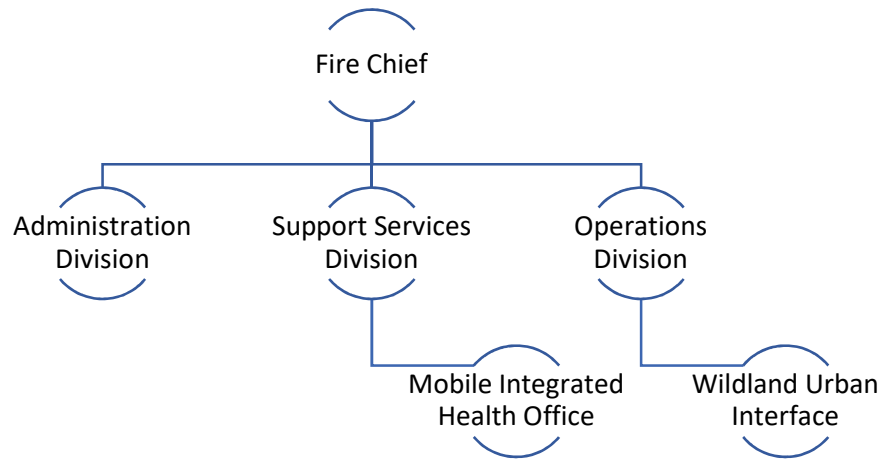 Fire Chief
Administration
Division
Support Services
Division
Operations
Division
Mobile Integrated
Health Office
Wildland Urban
Interface